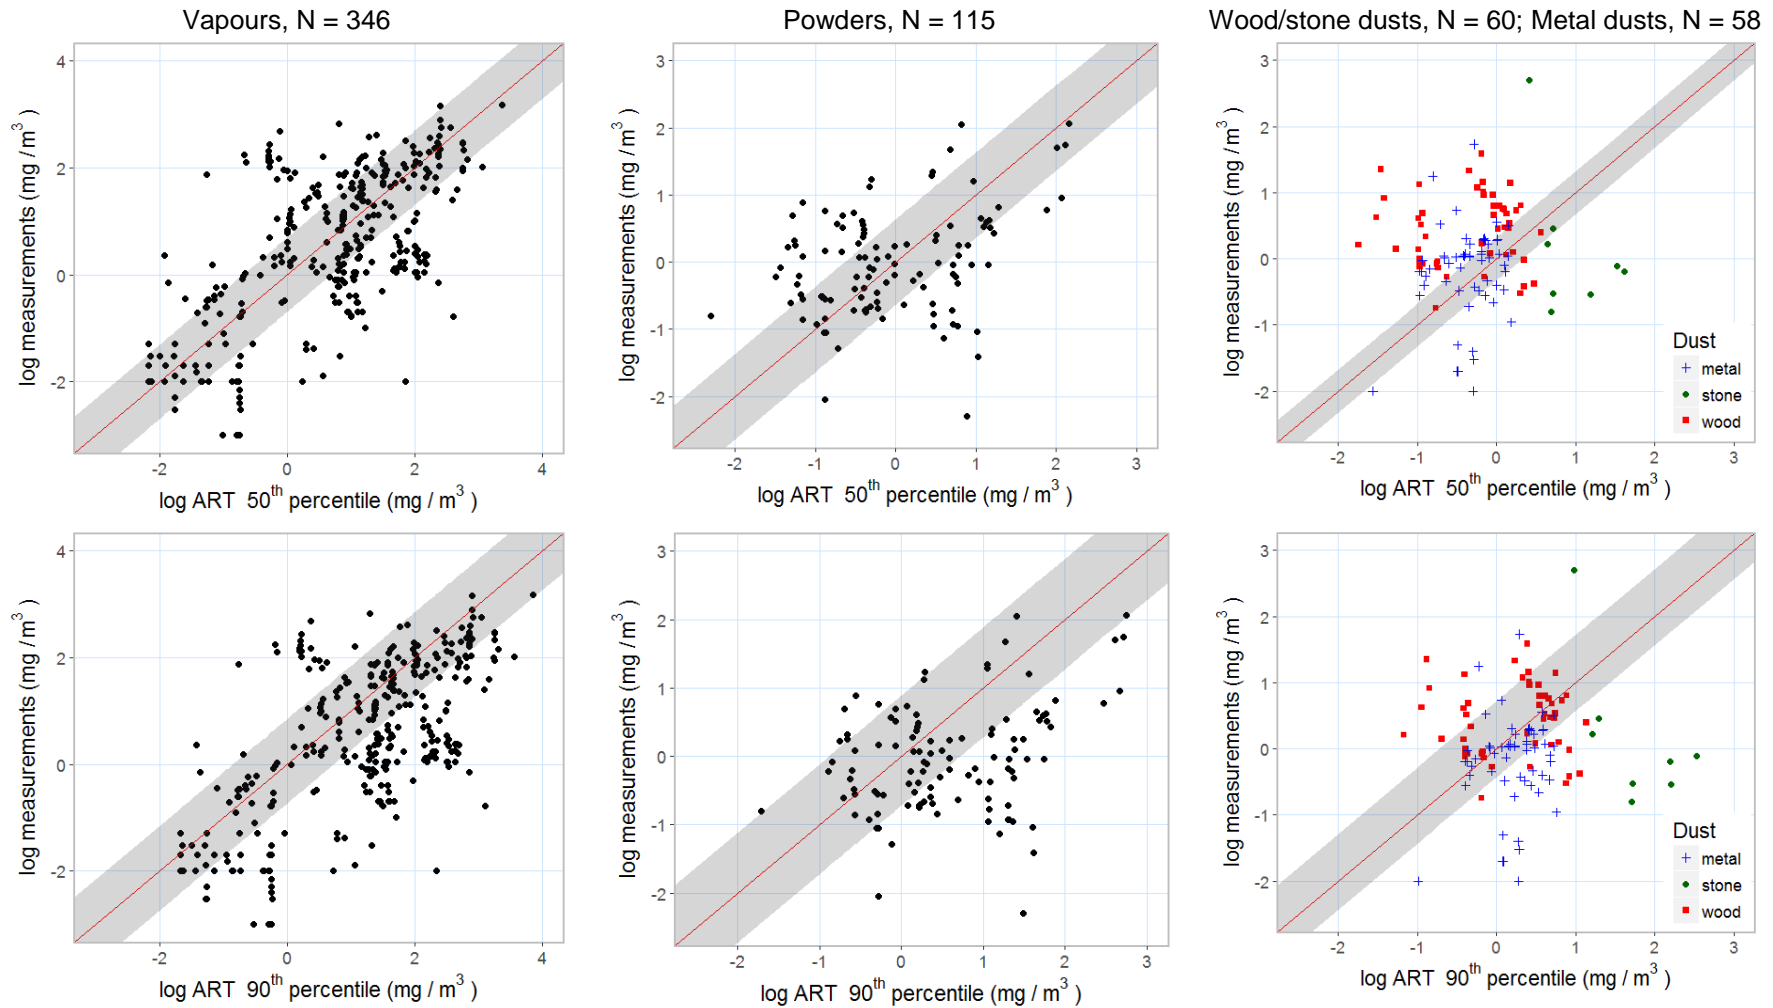 Vapours, N = 346
Powders, N = 115
Wood/stone dusts, N = 60; Metal dusts, N = 58
log measurements (mg / m³ )
4
2
0
-2
-2 0 2 4
log ART 50th percentile (mg / m³ )
log measurements (mg / m³ )
3
2
1
0
-1
-2
-2 -1 0 1 2 3
log ART 50th percentile (mg / m³ )
log measurements (mg / m³ )
3
2
1
0
-1
-2
Dust
metal
stone
wood
-2 -1 0 1 2 3
log ART 50th percentile (mg / m³ )
log measurements (mg / m³ )
4
2
0
-2
-2 0 2 4
log ART 90th percentile (mg / m³ )
log measurements (mg / m³ )
3
2
1
0
-1
-2
-2 -1 0 1 2 3
log ART 90th percentile (mg / m³ )
log measurements (mg / m³ )
3
2
1
0
-1
-2
Dust
metal
stone
wood
-2 -1 0 1 2 3
log ART 90th percentile (mg / m³ )